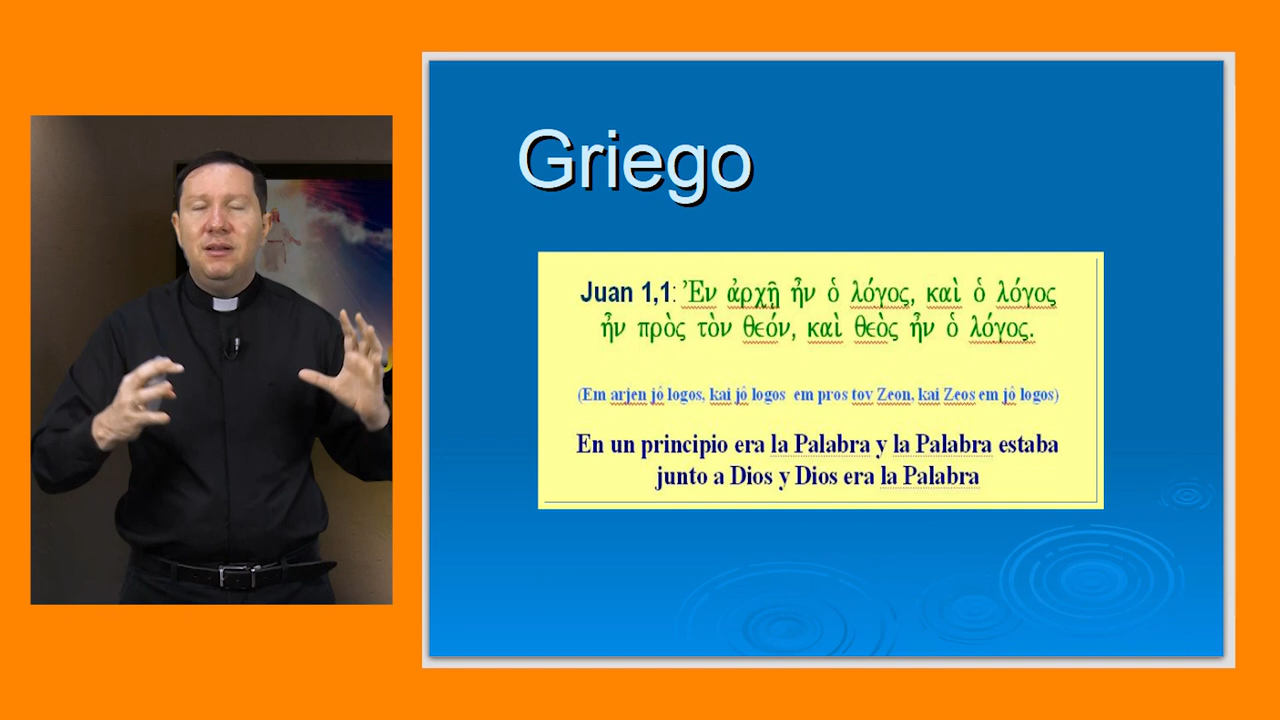 Griego
Juan 1,1: Ἐν ἀρχῇ ἦν ὁ λόγος, καὶ ὁ λόγος
ἦν πρὸς τὸν θεόν, καὶ θεὸς ἦν ὁ λόγος.
(Em arjen jô logos, kai jô logos em pros tov Zeon, kai Zeos em jô logos)
En un principio era la Palabra y la Palabra estaba
junto a Dios y Dios era la Palabra